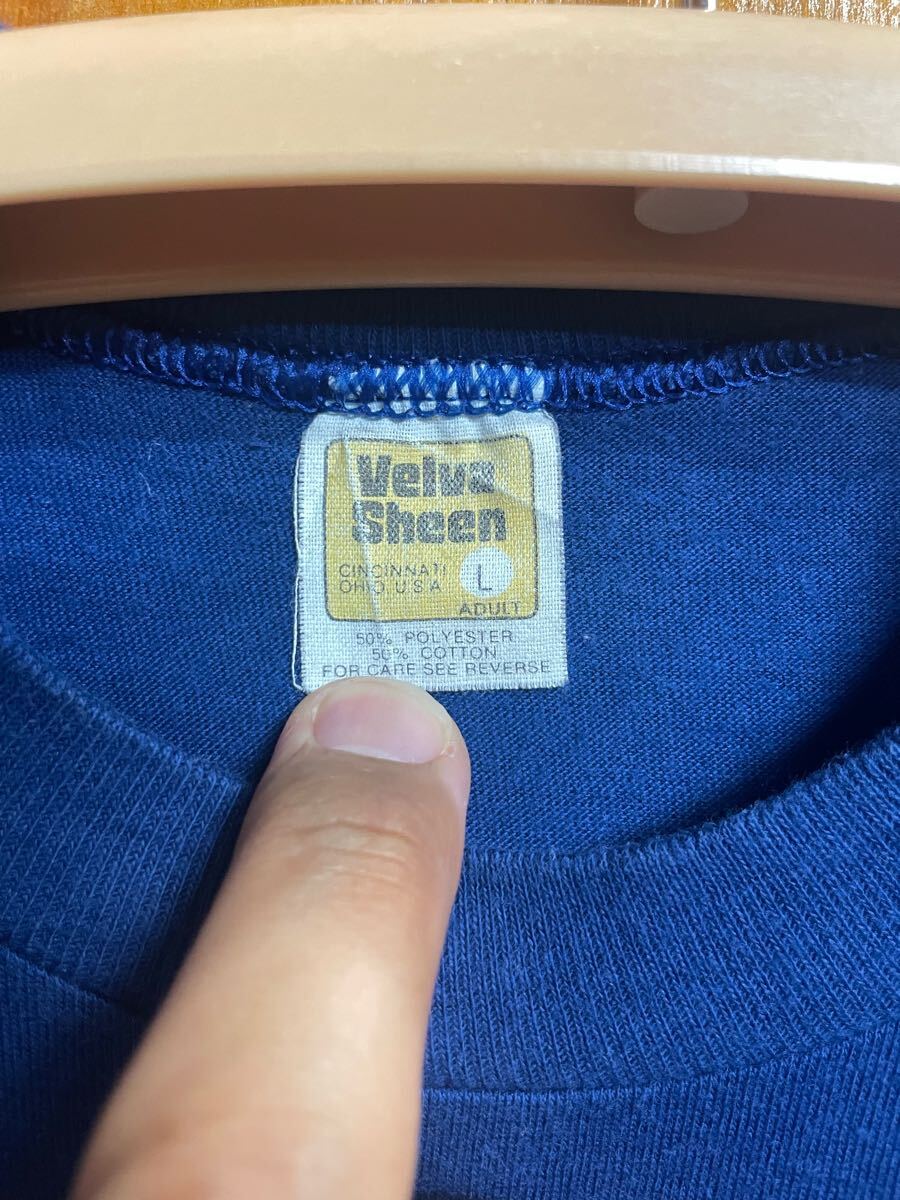 Velva
Sheen
CINCINNATI
OHIO U S A
L
ADULT
50% POLYESTER
50% COTTON
FOR CARE SEE REVERSE